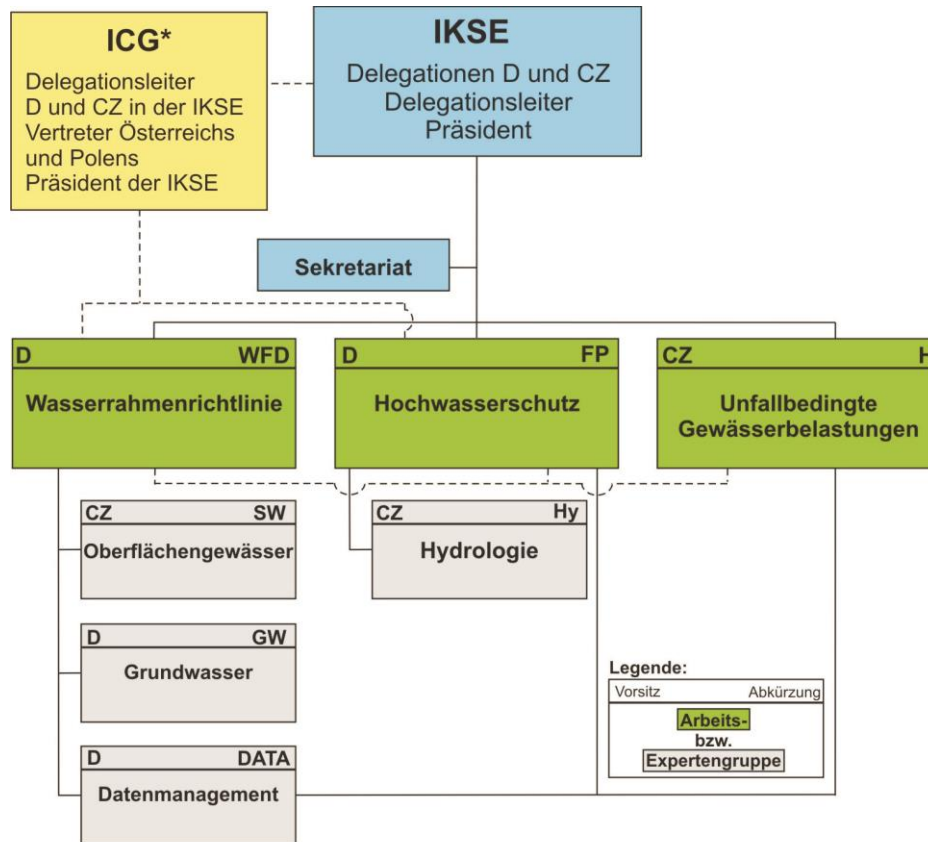 ICG*
Delegationsleiter
D und CZ in der IKSE
Vertreter Österreichs
und Polens
Präsident der IKSE
IKSE
Delegationen D und CZ
Delegationsleiter
Präsident
Sekretariat
D WFD
Wasserrahmenrichtlinie
D FP
Hochwasserschutz
CZ H
Unfallbedingte
Gewässerbelastungen
CZ SW
Oberflächengewässer
CZ Hy
Hydrologie
D GW
Grundwasser
D DATA
Datenmanagement
Legende:
Vorsitz Abkürzung
Arbeits-
bzw.
Expertengruppe